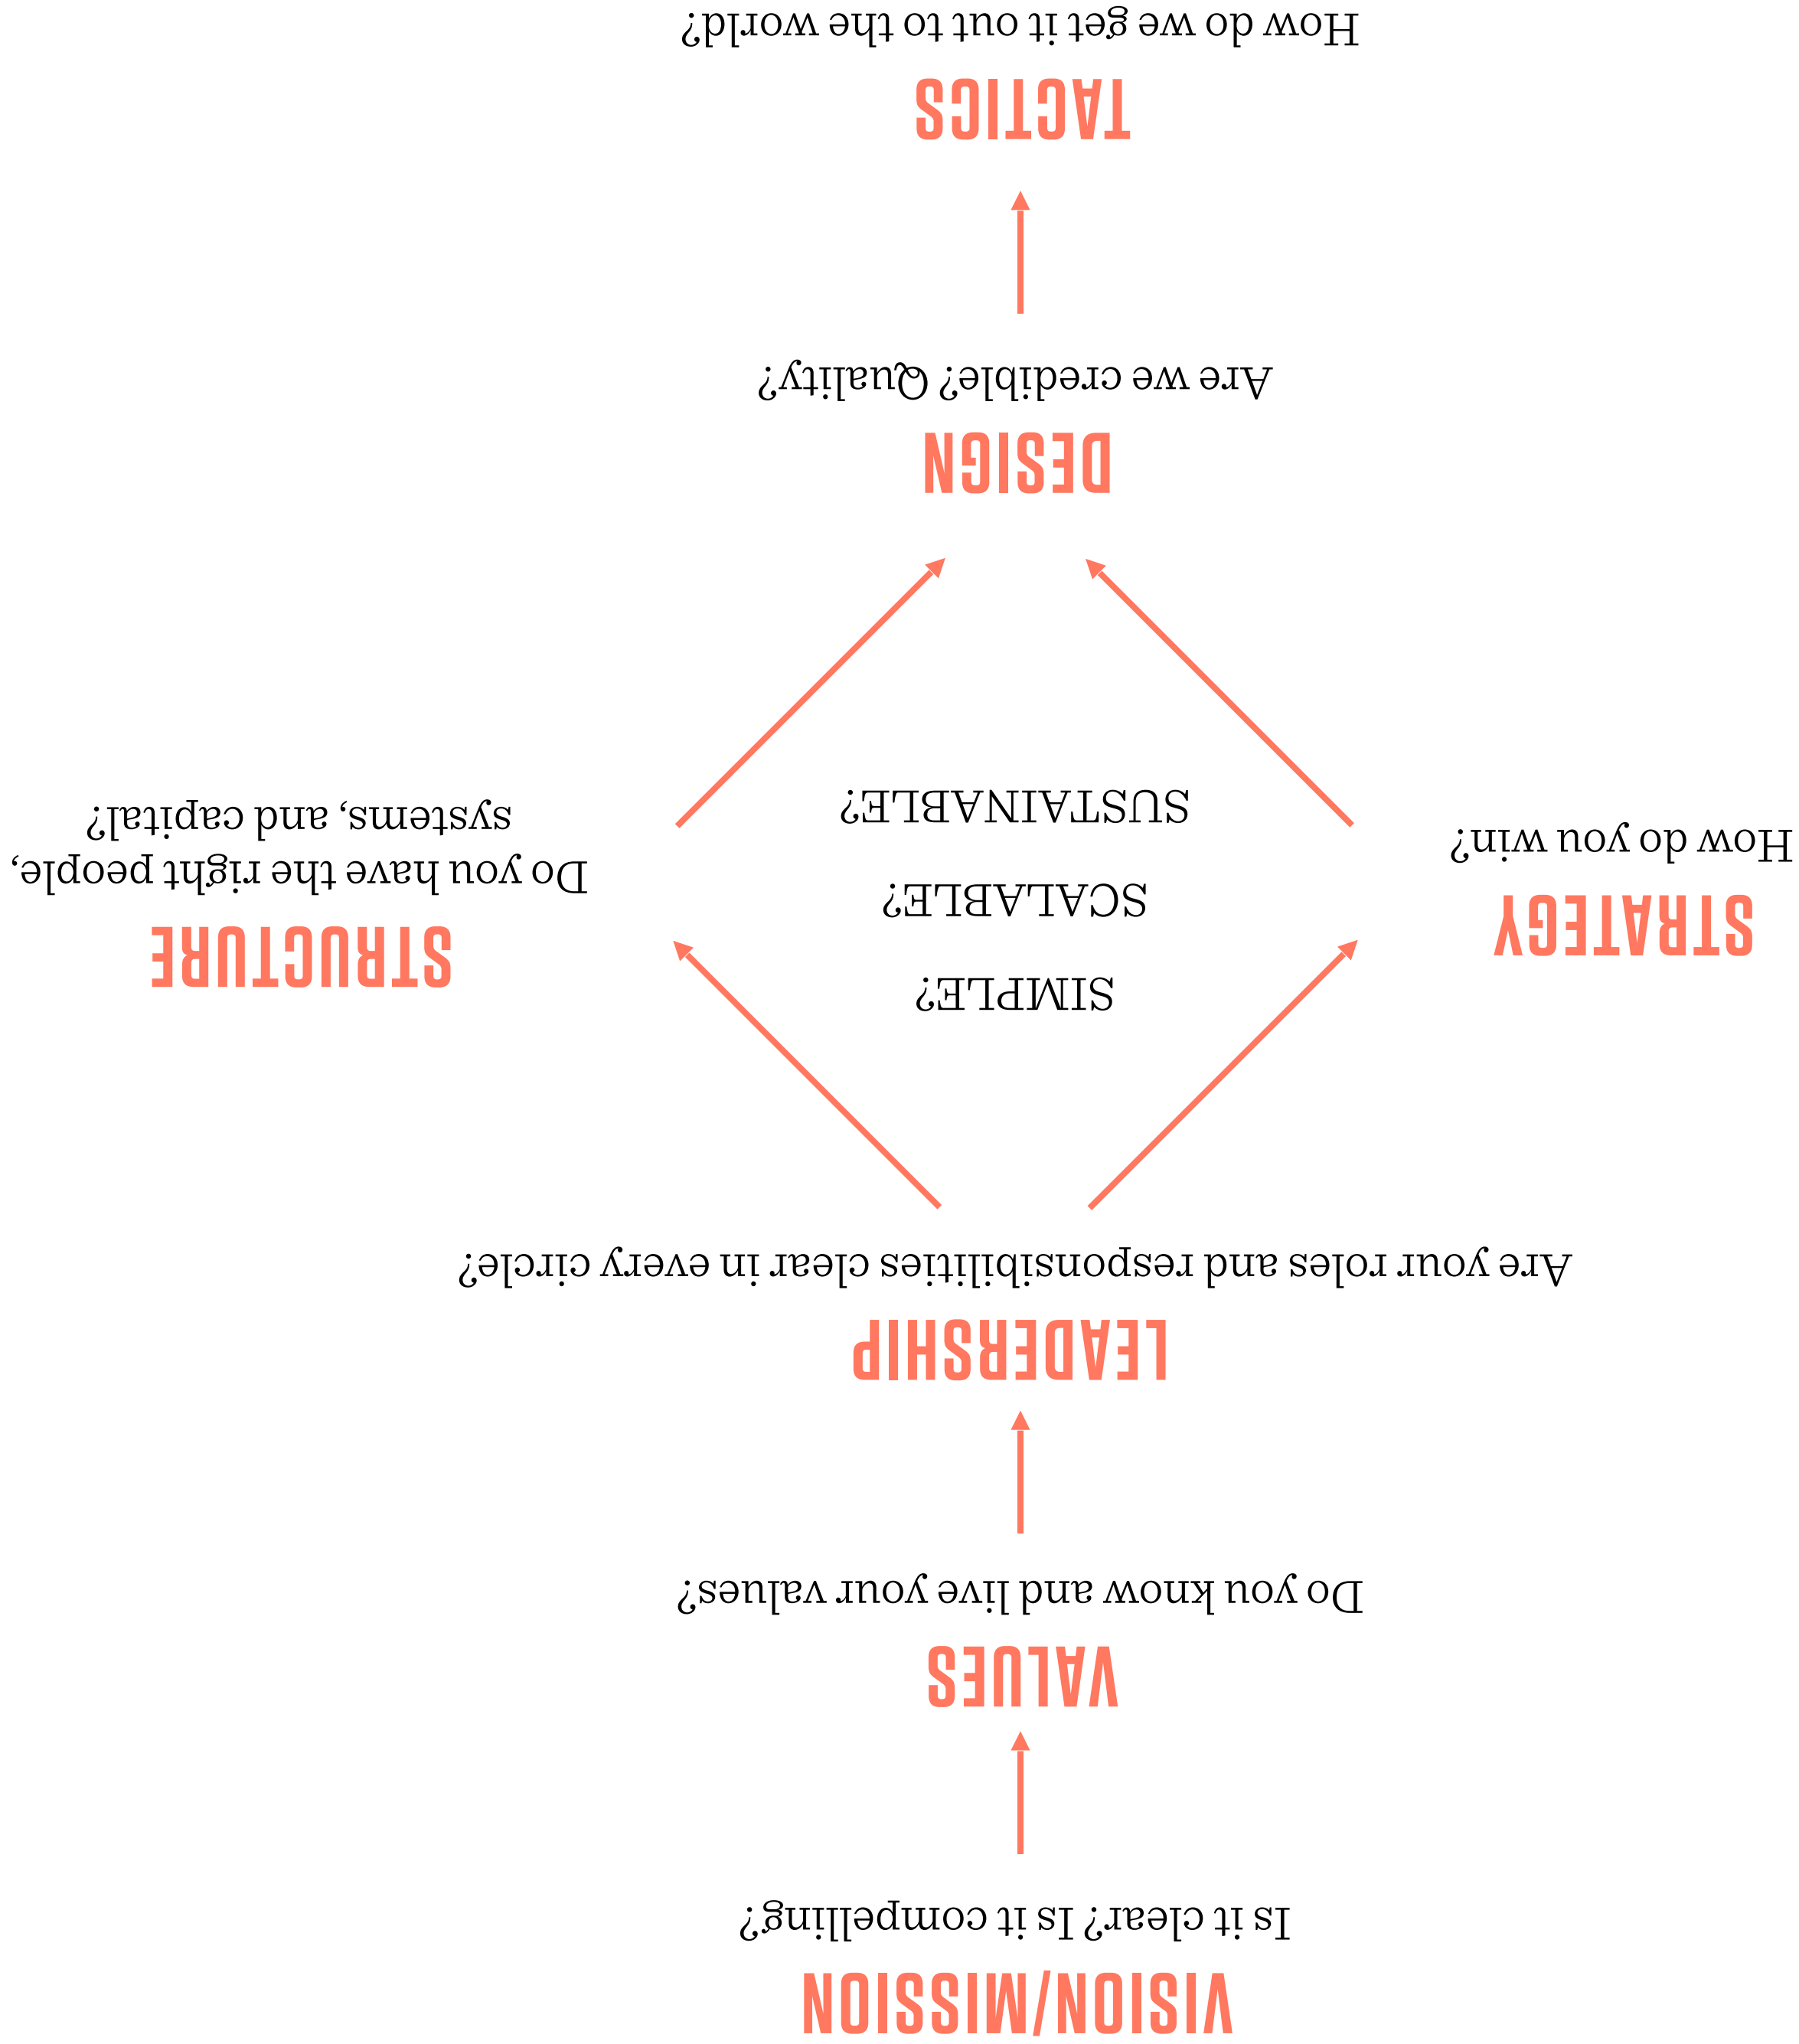 VISION/MISSION
Is it clear? Is it compelling?
VALUES
Do you know and live your values?
LEADERSHIP
Are your roles and responsibilities clear in every circle?
STRATEGY
How do you win?
SIMPLE?
SCALABLE?
SUSTAINABLE?
STRUCTURE
Do you have the right people,
systems, and capital?
DESIGN
Are we credible? Quality?
TACTICS
How do we get it out to the world?